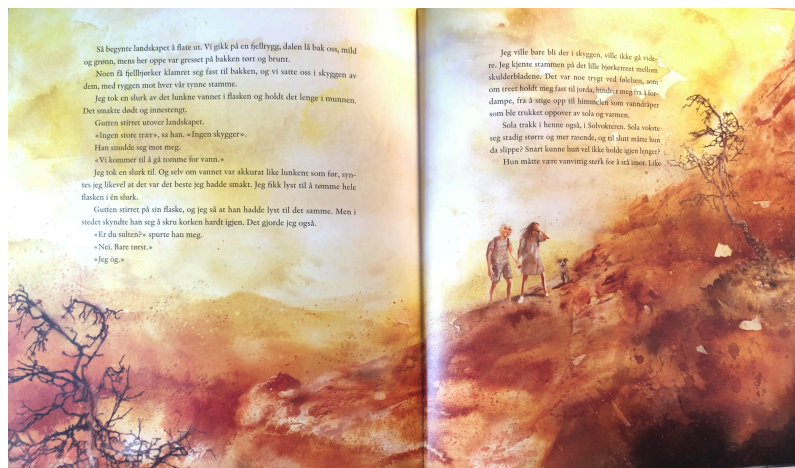 Så begynte landskapet å flate ut. Vi gikk på en fjellrygg, dalen lå bak oss, mild
og grønn, mens her oppe var gresset på bakken tørt og brunt.
Noen få fjellbjørker klamret seg fast til bakken, og vi satte oss i skyggen av
dem, med ryggen mot hver vår tynne stamme.
Jeg tok en slurk av det lunkne vannet i flasken og holdt det lenge i munnen.
Det smakte dødt og innestengt.
Gutten stirret utover landskapet.
«Ingen store trær», sa han. «Ingen skygger».
Han snudde seg mot meg.
«Vi kommer til å gå tomme for vann.»
Jeg tok en slurk til. Og selv om vannet var akkurat like lunkent som før, syn-
tes jeg likevel at det var det beste jeg hadde smakt. Jeg fikk lyst til å tømme hele
flasken i én slurk.
Gutten stirret på sin flaske, og jeg så at han hadde lyst til det samme. Men i
stedet skyndte han seg å skru korken hardt igjen. Det gjorde jeg også.
«Er du sulten?» spurte han meg.
«Nei. Bare tørst.»
«Jeg òg.»
Jeg ville bare bli der i skyggen, ville ikke gå vide-
re. Jeg kjente stammen på det lille bjørketreet mellom
skulderbladene. Det var noe trygt ved følelsen, som
om treet holdt meg fast til jorda, hindret meg fra å for-
dampe, fra å stige opp til himmelen som vanndråper
som ble trukket oppover av sola og varmen.
Sola trakk i henne også, i Solvokteren. Sola vokste
seg stadig større og mer rasende, og til slutt måtte hun
da slippe? Snart kunne hun vel ikke holde igjen lenger?
Hun måtte være vanvittig sterk for å stå imot. Like